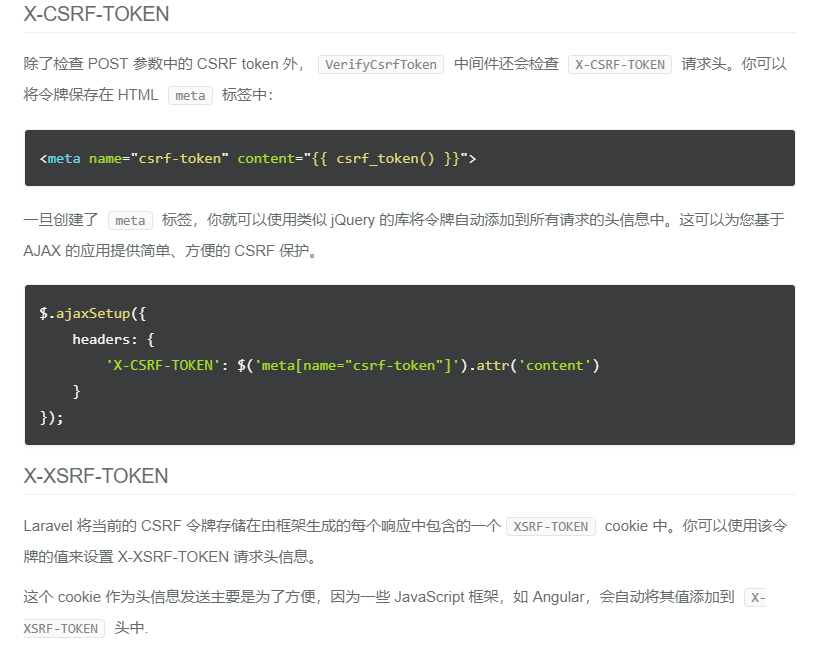 X-CSRF-TOKEN
除了检查 POST 参数中的 CSRF token 外， VerifyCsrfToken 中间件还会检查 X-CSRF-TOKEN 请求头。你可以
将令牌保存在 HTML meta 标签中：
<meta name="csrf-token" content="{{ csrf_token() }}">
一旦创建了 meta 标签，你就可以使用类似 jQuery 的库将令牌自动添加到所有请求的头信息中。这可以为您基于
AJAX 的应用提供简单、方便的 CSRF 保护。
$.ajaxSetup({
    headers: {
        'X-CSRF-TOKEN': $('meta[name="csrf-token"]').attr('content')
    }
});
X-XSRF-TOKEN
Laravel 将当前的 CSRF 令牌存储在由框架生成的每个响应中包含的一个 XSRF-TOKEN cookie 中。你可以使用该令
牌的值来设置 X-XSRF-TOKEN 请求头信息。
这个 cookie 作为头信息发送主要是为了方便，因为一些 JavaScript 框架，如 Angular，会自动将其值添加到 X-
XSRF-TOKEN 头中.